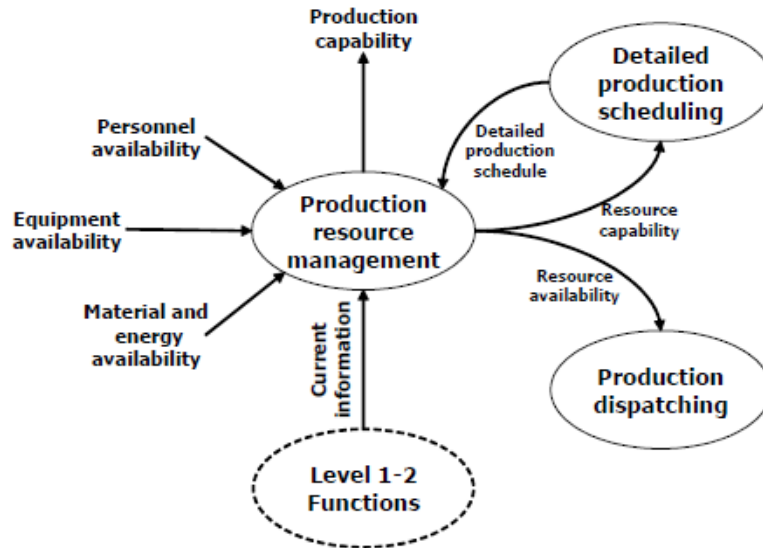 Production
capability
Detailed
production
scheduling
Personnel
availability
Detailed
production
schedule
Equipment
availability
Production
resource
management
Resource
capability
Resource
availability
Material and
energy
availability
Current
information
Production
dispatching
Level 1-2
Functions